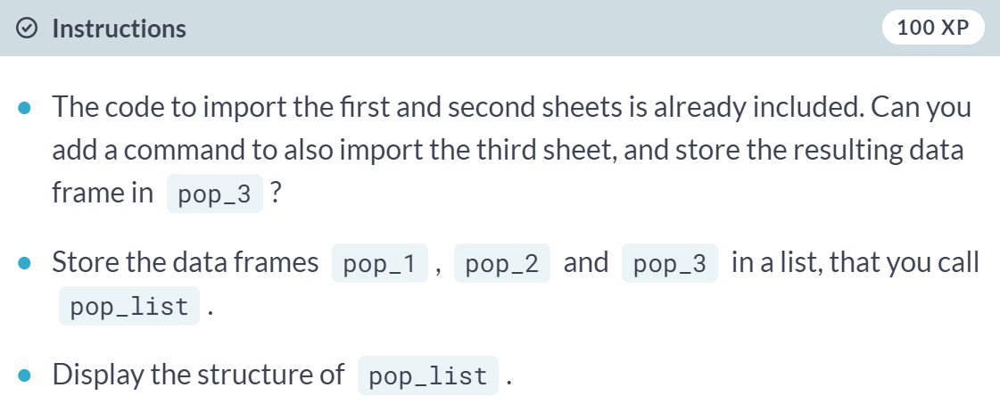 Instructions
100 XP
The code to import the first and second sheets is already included. Can you
add a command to also import the third sheet, and store the resulting data
frame in pop_3 ?
Store the data frames pop_1 , pop_2 and pop_3 in a list, that you call
pop_list .
Display the structure of pop_list .